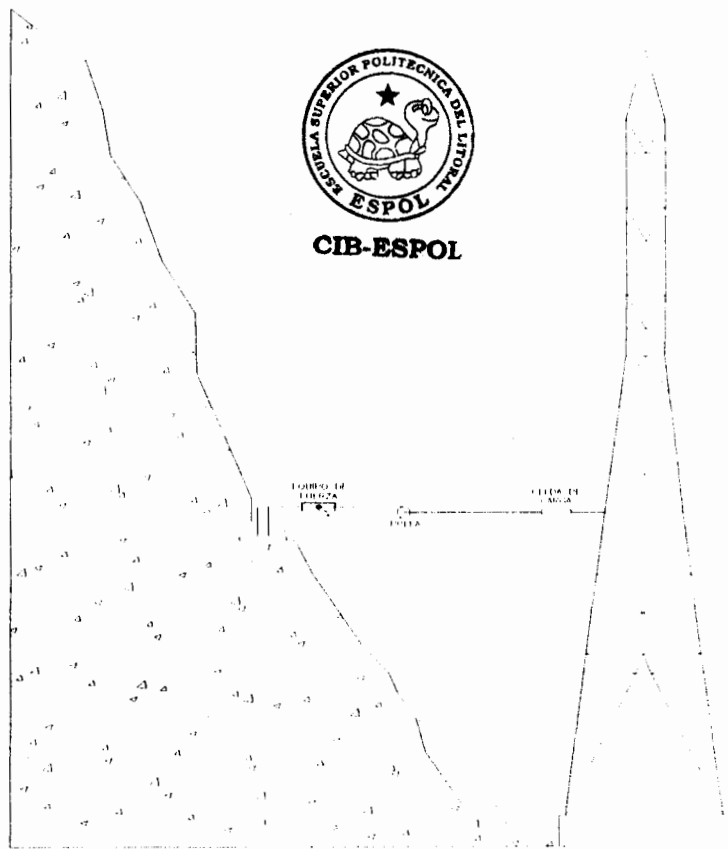 ESCUELA SUPERIOR POLITECNICA DEL LITORAL
ESPOL
CIB-ESPOL
EQUIPO DE
FUERZA
CELDA DE
CARGA
POLEA